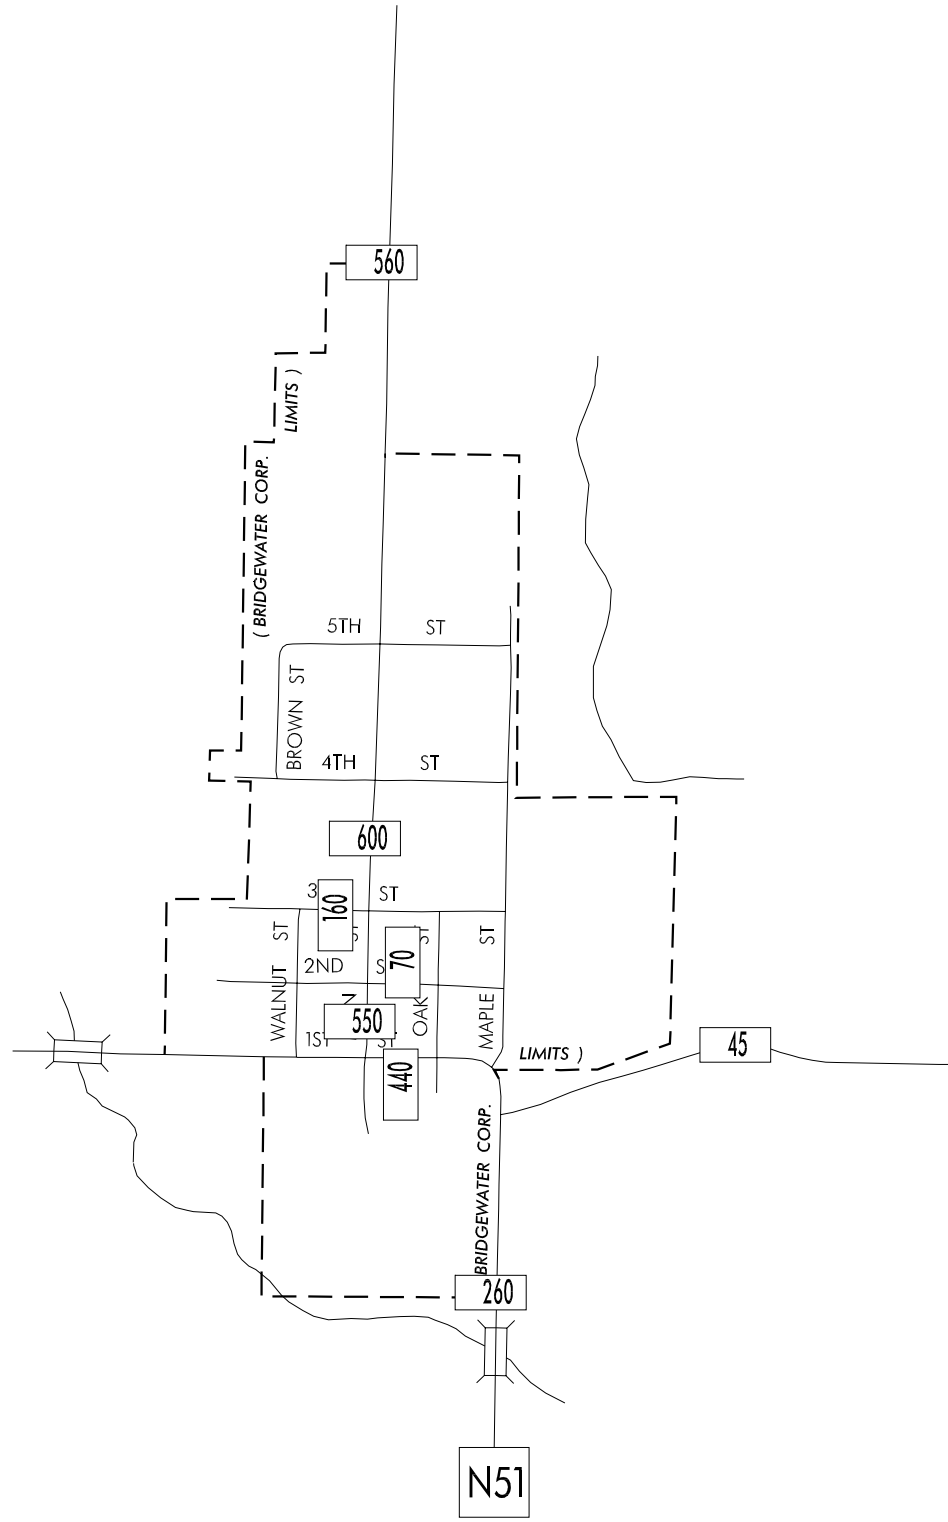 560
LIMITS )
( BRIDGEWATER CORP.
5TH ST
BROWN ST
4TH ST
600
ST
160
WALNUT ST
2ND
70
OAK ST
MAPLE ST
550
1ST ST
440
LIMITS )
45
BRIDGEWATER CORP.
260
N51